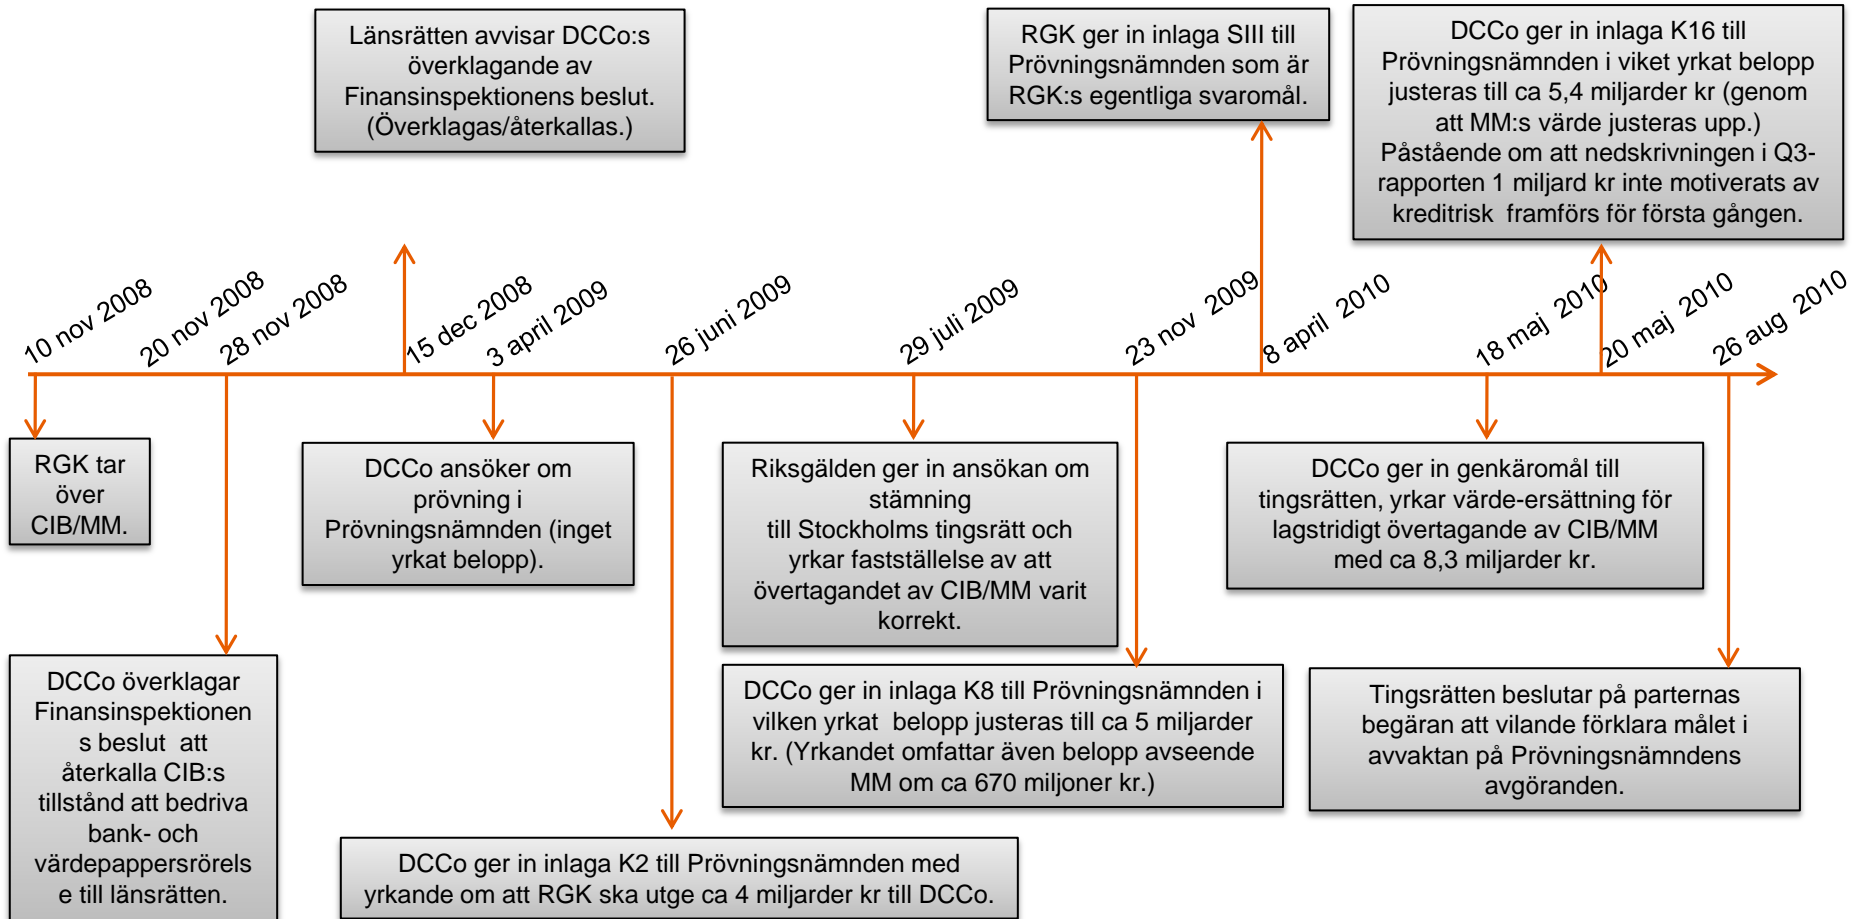 Länsrätten avvisar DCCo:s
överklagande av
Finansinspektionens beslut.
(Överklagas/återkallas.)
RGK ger in inlaga SIII till
Prövningsnämnden som är
RGK:s egentliga svaromål.
DCCo ger in inlaga K16 till
Prövningsnämnden i viket yrkat belopp
justeras till ca 5,4 miljarder kr (genom
att MM:s värde justeras upp.)
Påstående om att nedskrivningen i Q3-
rapporten 1 miljard kr inte motiverats av
kreditrisk framförs för första gången.
10 nov 2008
20 nov 2008
28 nov 2008
15 dec 2008
3 april 2009
26 juni 2009
29 juli 2009
23 nov 2009
8 april 2010
18 maj 2010
20 maj 2010
26 aug 2010
RGK tar
över
CIB/MM.
DCCo ansöker om
prövning i
Prövningsnämnden (inget
yrkat belopp).
Riksgälden ger in ansökan om
stämning
till Stockholms tingsrätt och
yrkar fastställelse av att
övertagandet av CIB/MM varit
korrekt.
DCCo ger in genkäromål till
tingsrätten, yrkar värde-ersättning för
lagstridigt övertagande av CIB/MM
med ca 8,3 miljarder kr.
DCCo överklagar
Finansinspektionen
s beslut att
återkalla CIB:s
tillstånd att bedriva
bank- och
värdepappersrörels
e till länsrätten.
DCCo ger in inlaga K8 till Prövningsnämnden i
vilken yrkat belopp justeras till ca 5 miljarder
kr. (Yrkandet omfattar även belopp avseende
MM om ca 670 miljoner kr.)
Tingsrätten beslutar på parternas
begäran att vilande förklara målet i
avvaktan på Prövningsnämndens
avgöranden.
DCCo ger in inlaga K2 till Prövningsnämnden med
yrkande om att RGK ska utge ca 4 miljarder kr till DCCo.